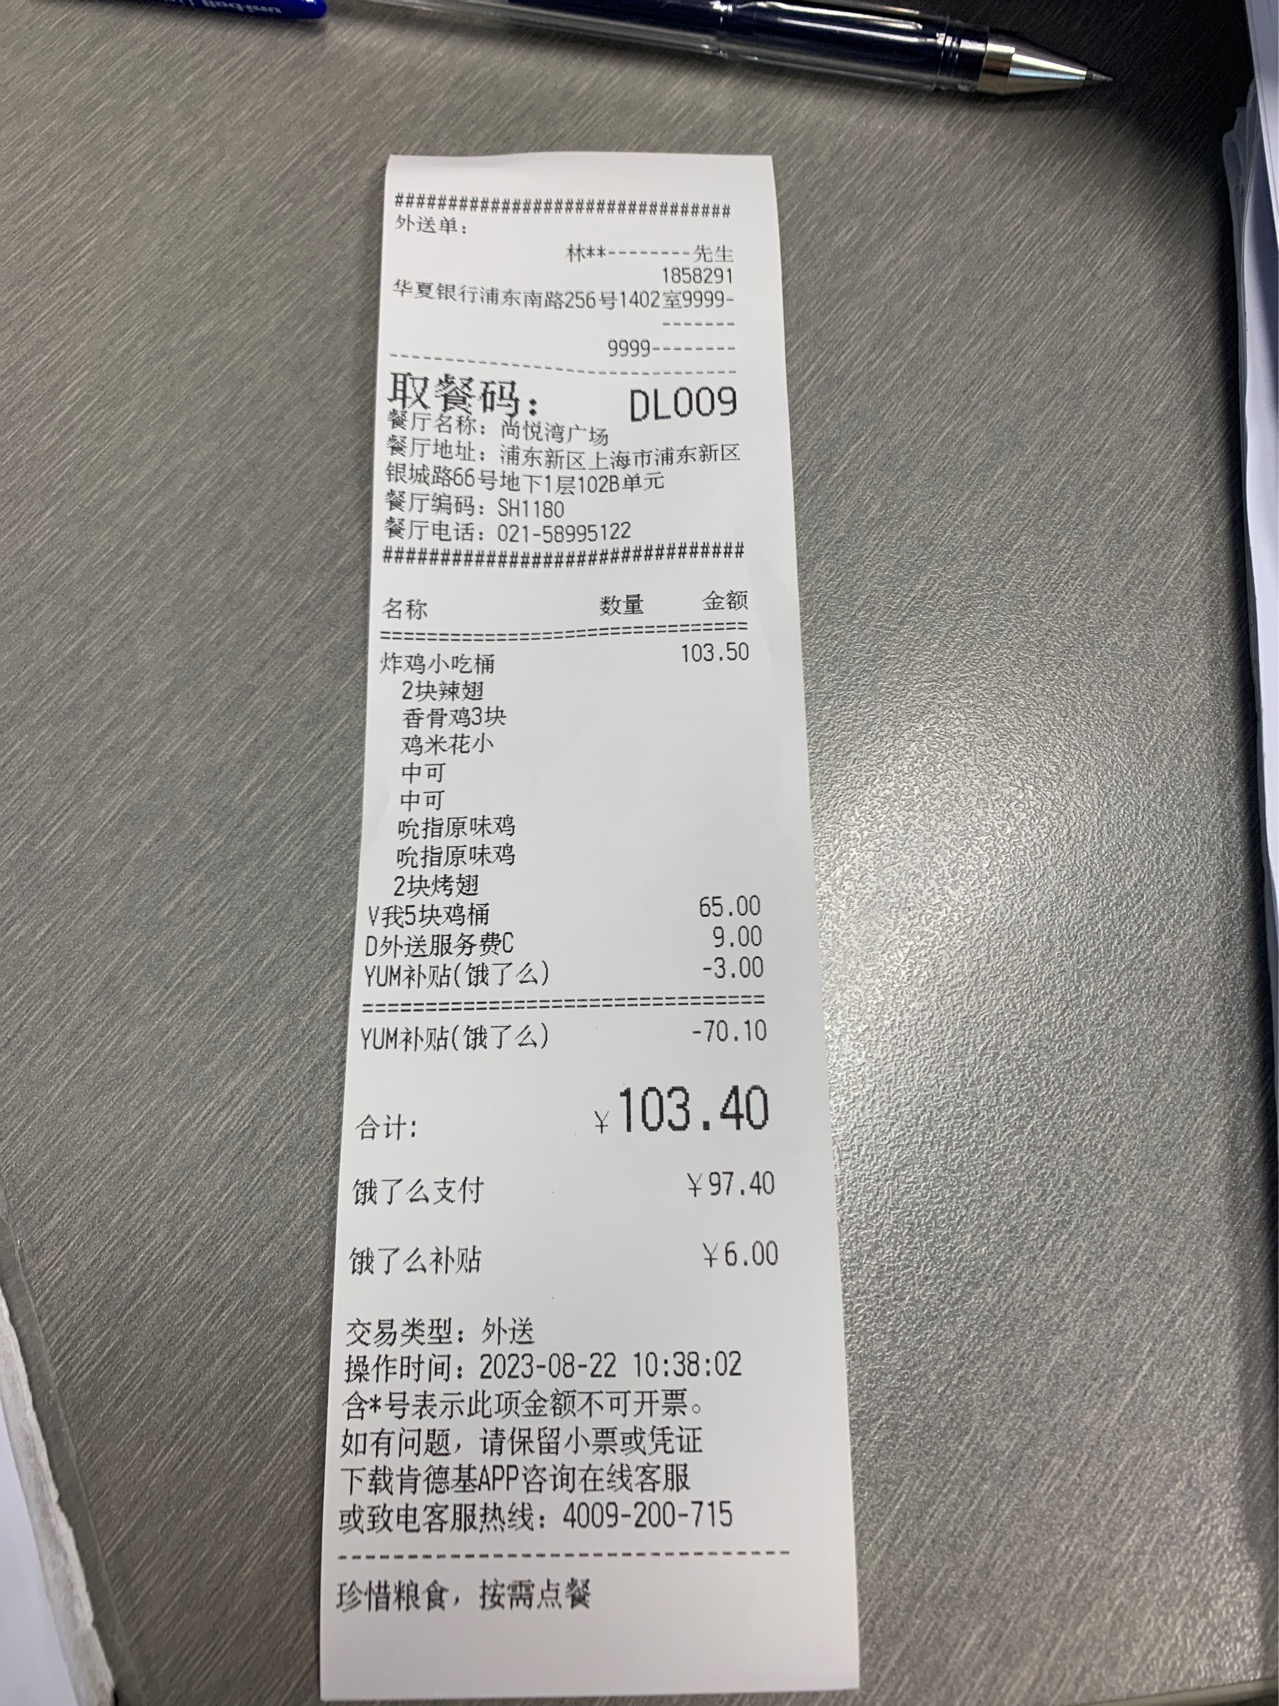 uni-ball
################################
外送单：
林**--------先生
1858291
华夏银行浦东南路256号1402室9999-
-------
9999--------
--------------------------------
取餐码： DL009
餐厅名称：尚悦湾广场
餐厅地址：浦东新区上海市浦东新区
银城路66号地下1层102B单元
餐厅编码：SH1180
餐厅电话：021-58995122
################################
名称 数量 金额
================================
炸鸡小吃桶 103.50
2块辣翅
香骨鸡3块
鸡米花小
中可
中可
吮指原味鸡
吮指原味鸡
2块烤翅
V我5块鸡桶 65.00
D外送服务费C 9.00
YUM补贴(饿了么) -3.00
================================
YUM补贴(饿了么) -70.10
合计: ¥103.40
饿了么支付 ¥97.40
饿了么补贴 ¥6.00
交易类型：外送
操作时间：2023-08-22 10:38:02
含*号表示此项金额不可开票。
如有问题，请保留小票或凭证
下载肯德基APP咨询在线客服
或致电客服热线：4009-200-715
--------------------------------
珍惜粮食，按需点餐